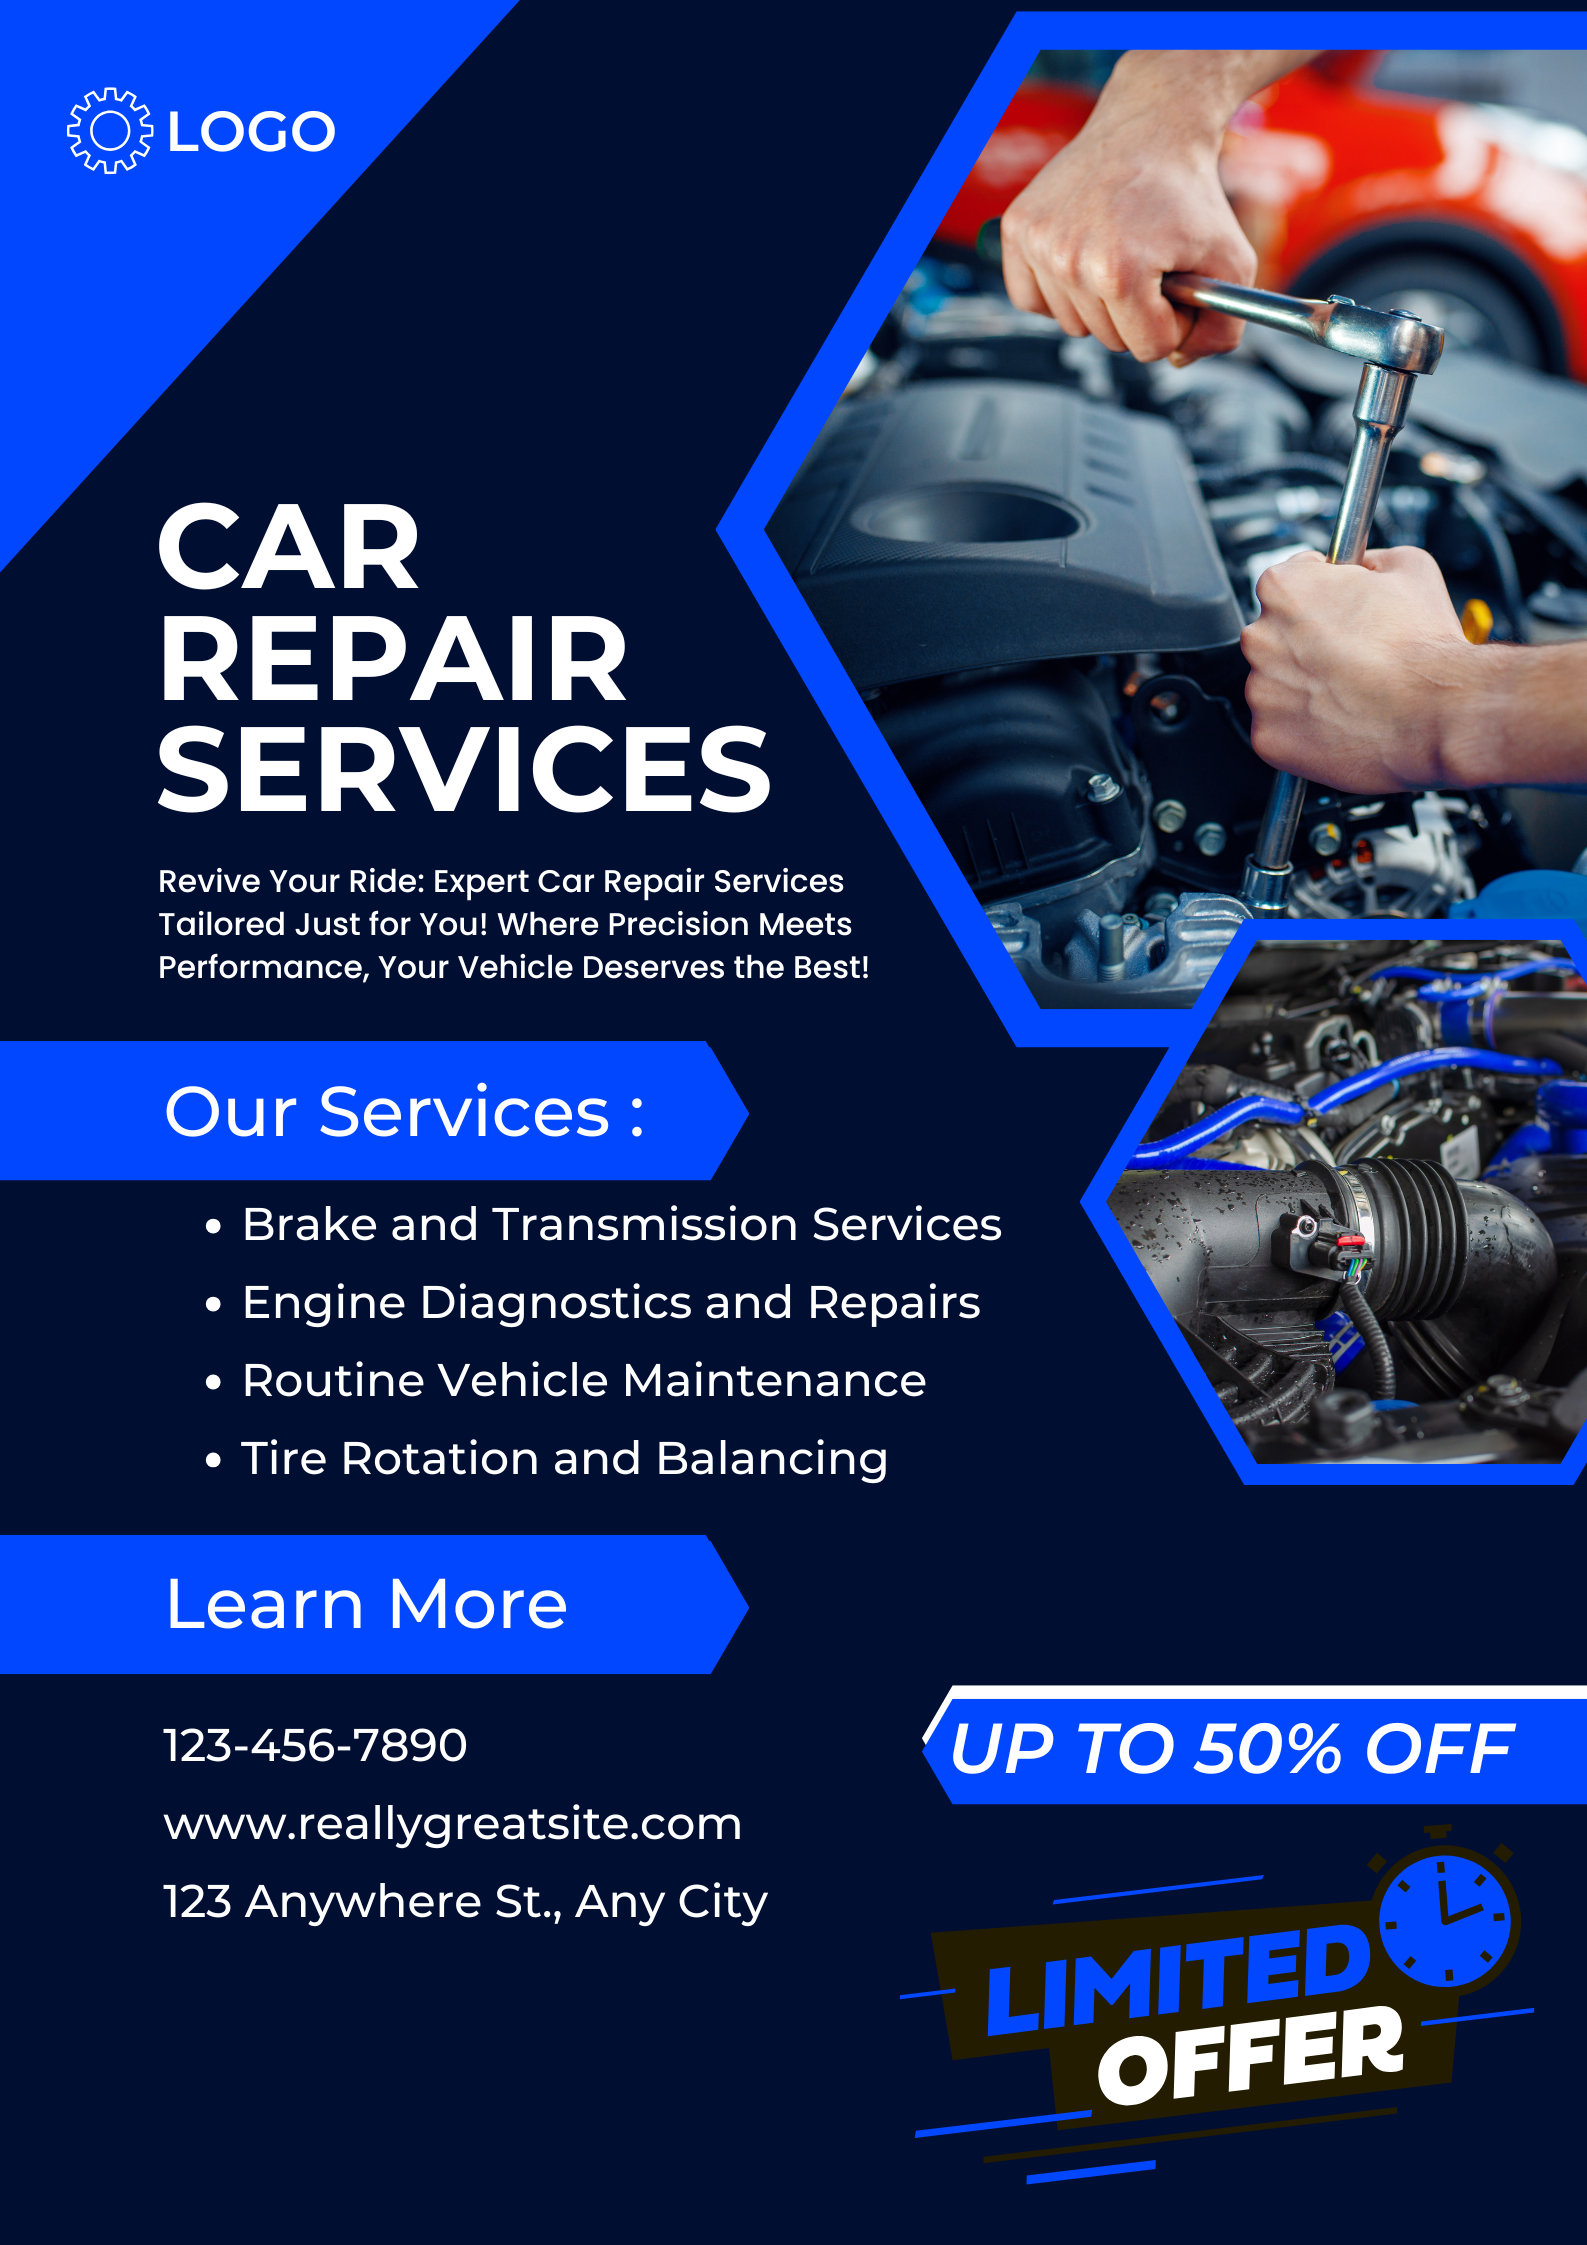 LOGO
CAR
REPAIR
SERVICES
Revive Your Ride: Expert Car Repair Services
Tailored Just for You! Where Precision Meets
Performance, Your Vehicle Deserves the Best!
Our Services :
• Brake and Transmission Services
• Engine Diagnostics and Repairs
• Routine Vehicle Maintenance
• Tire Rotation and Balancing
Learn More
123-456-7890
www.reallygreatsite.com
123 Anywhere St., Any City
UP TO 50% OFF
LIMITED
OFFER